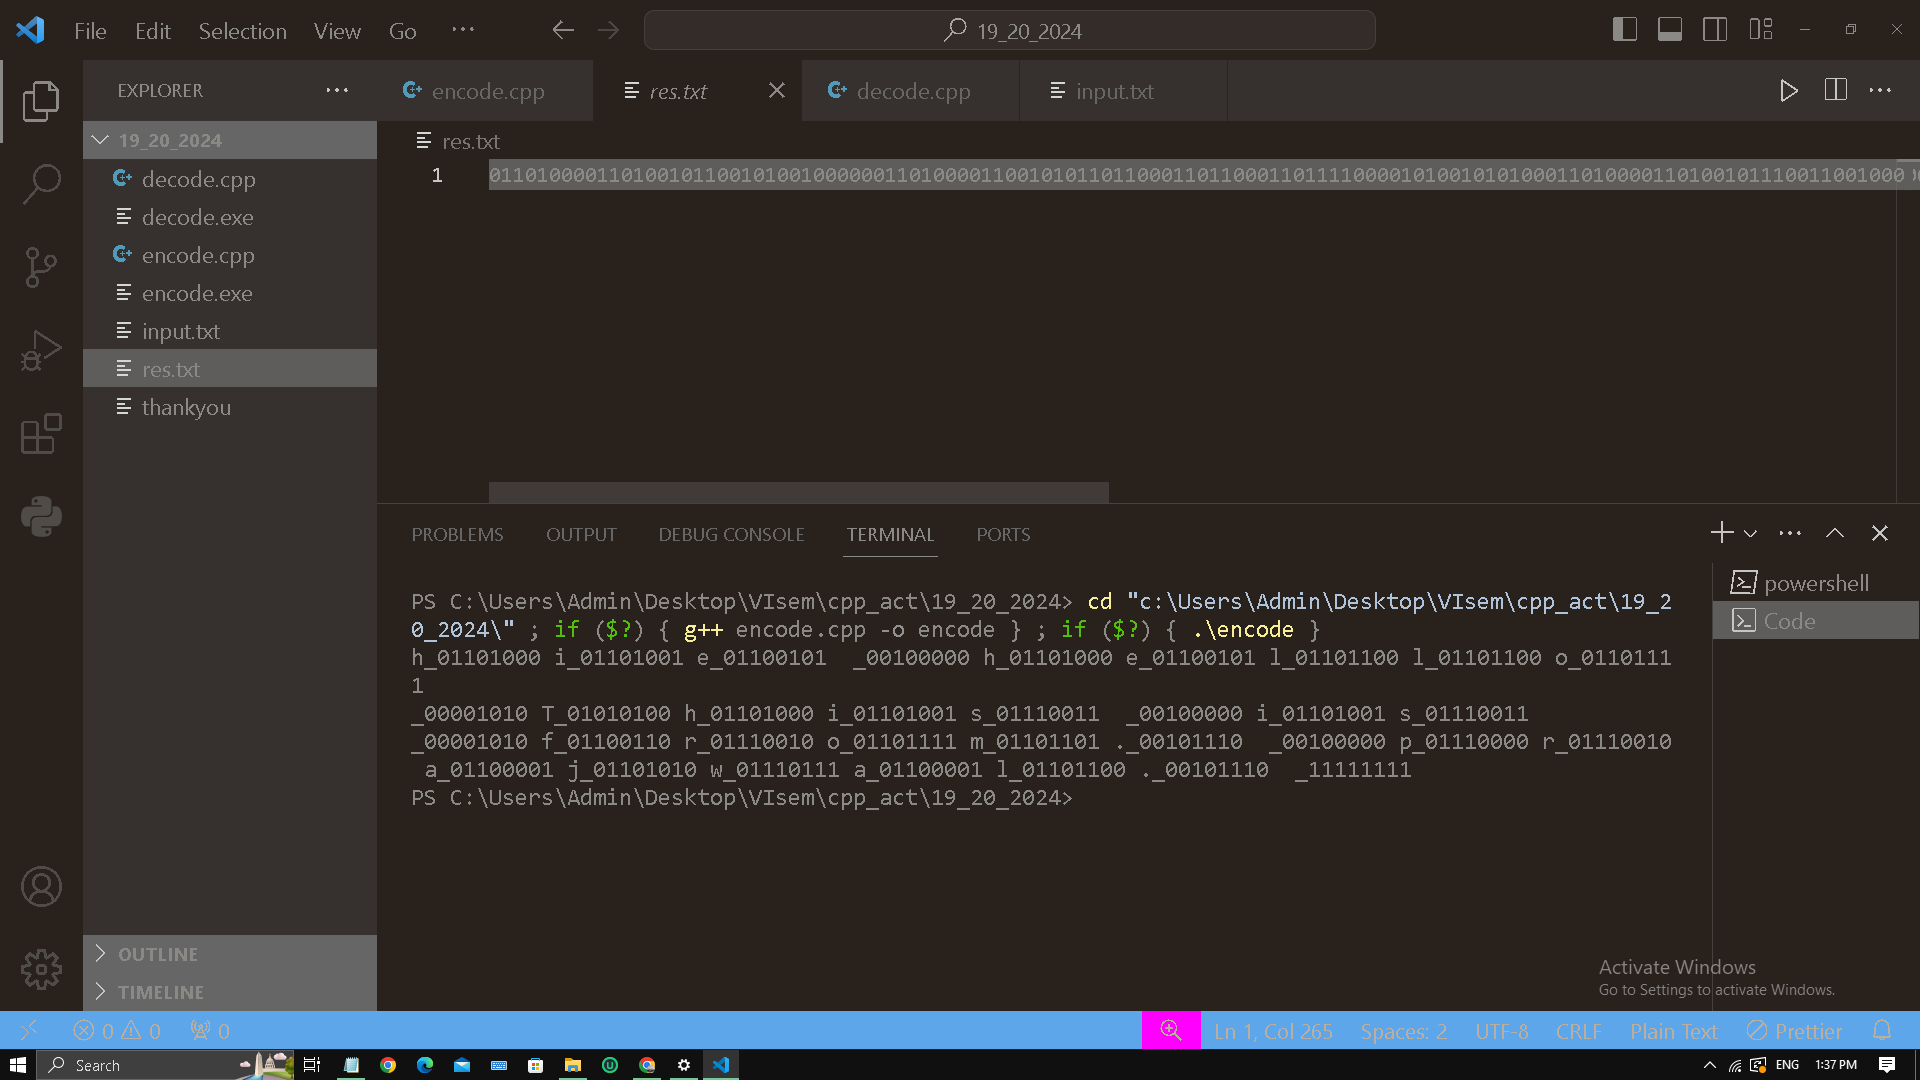 File Edit Selection View Go ··· 19_20_2024
EXPLORER ···
encode.cpp res.txt decode.cpp input.txt
19_20_2024
decode.cpp
decode.exe
encode.cpp
encode.exe
input.txt
res.txt
thankyou
OUTLINE
TIMELINE
res.txt
1
PROBLEMS OUTPUT DEBUG CONSOLE TERMINAL PORTS
PS C:\Users\Admin\Desktop\VIsem\cpp_act\19_20_2024> cd "c:\Users\Admin\Desktop\VIsem\cpp_act\19_2
0_2024\" ; if ($?) { g++ encode.cpp -o encode } ; if ($?) { .\encode }
h_01101000 i_01101001 e_01100101  _00100000 h_01101000 e_01100101 l_01101100 l_01101100 o_0110111
1
_00001010 T_01010100 h_01101000 i_01101001 s_01110011  _00100000 i_01101001 s_01110011
_00001010 f_01100110 r_01110010 o_01101111 m_01101101 ._00101110  _00100000 p_01110000 r_01110010
 a_01100001 j_01101010 w_01110111 a_01100001 l_01101100 ._00101110  _11111111
PS C:\Users\Admin\Desktop\VIsem\cpp_act\19_20_2024>
powershell
Code
Activate Windows
Go to Settings to activate Windows.
0 0 0 Ln 1, Col 265 Spaces: 2 UTF-8 CRLF Plain Text Prettier
Search ENG 1:37 PM